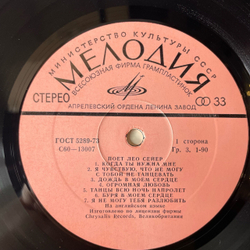 МИНИСТЕРСТВО КУЛЬТУРЫ СССР
МЕЛОДИЯ
ВСЕСОЮЗНАЯ ФИРМА ГРАМПЛАСТИНОК
СТЕРЕО
33
АПРЕЛЕВСКИЙ ОРДЕНА ЛЕНИНА ЗАВОД
ГОСТ 5289-73
1 сторона
С60—13007
Гр. 3. 1-90
ПОЕТ ЛЕО СЕЙЕР
1. КОГДА ТЫ НУЖНА МНЕ
2. Я ЧУВСТВУЮ, ЧТО НЕ МОГУ
С ТОБОЙ НЕ ТАНЦЕВАТЬ
3. ДОЖДЬ В МОЕМ СЕРДЦЕ
4. ОГРОМНАЯ ЛЮБОВЬ
5. ТАНЦЫ ВСЮ НОЧЬ НАПРОЛЕТ
6. БУРЯ В МОЕМ СЕРДЦЕ
7. Я НЕ МОГУ ТЕБЯ РАЗЛЮБИТЬ
На английском языке
Изготовлено по лицензии фирмы
Chrysalis Records, Великобритания